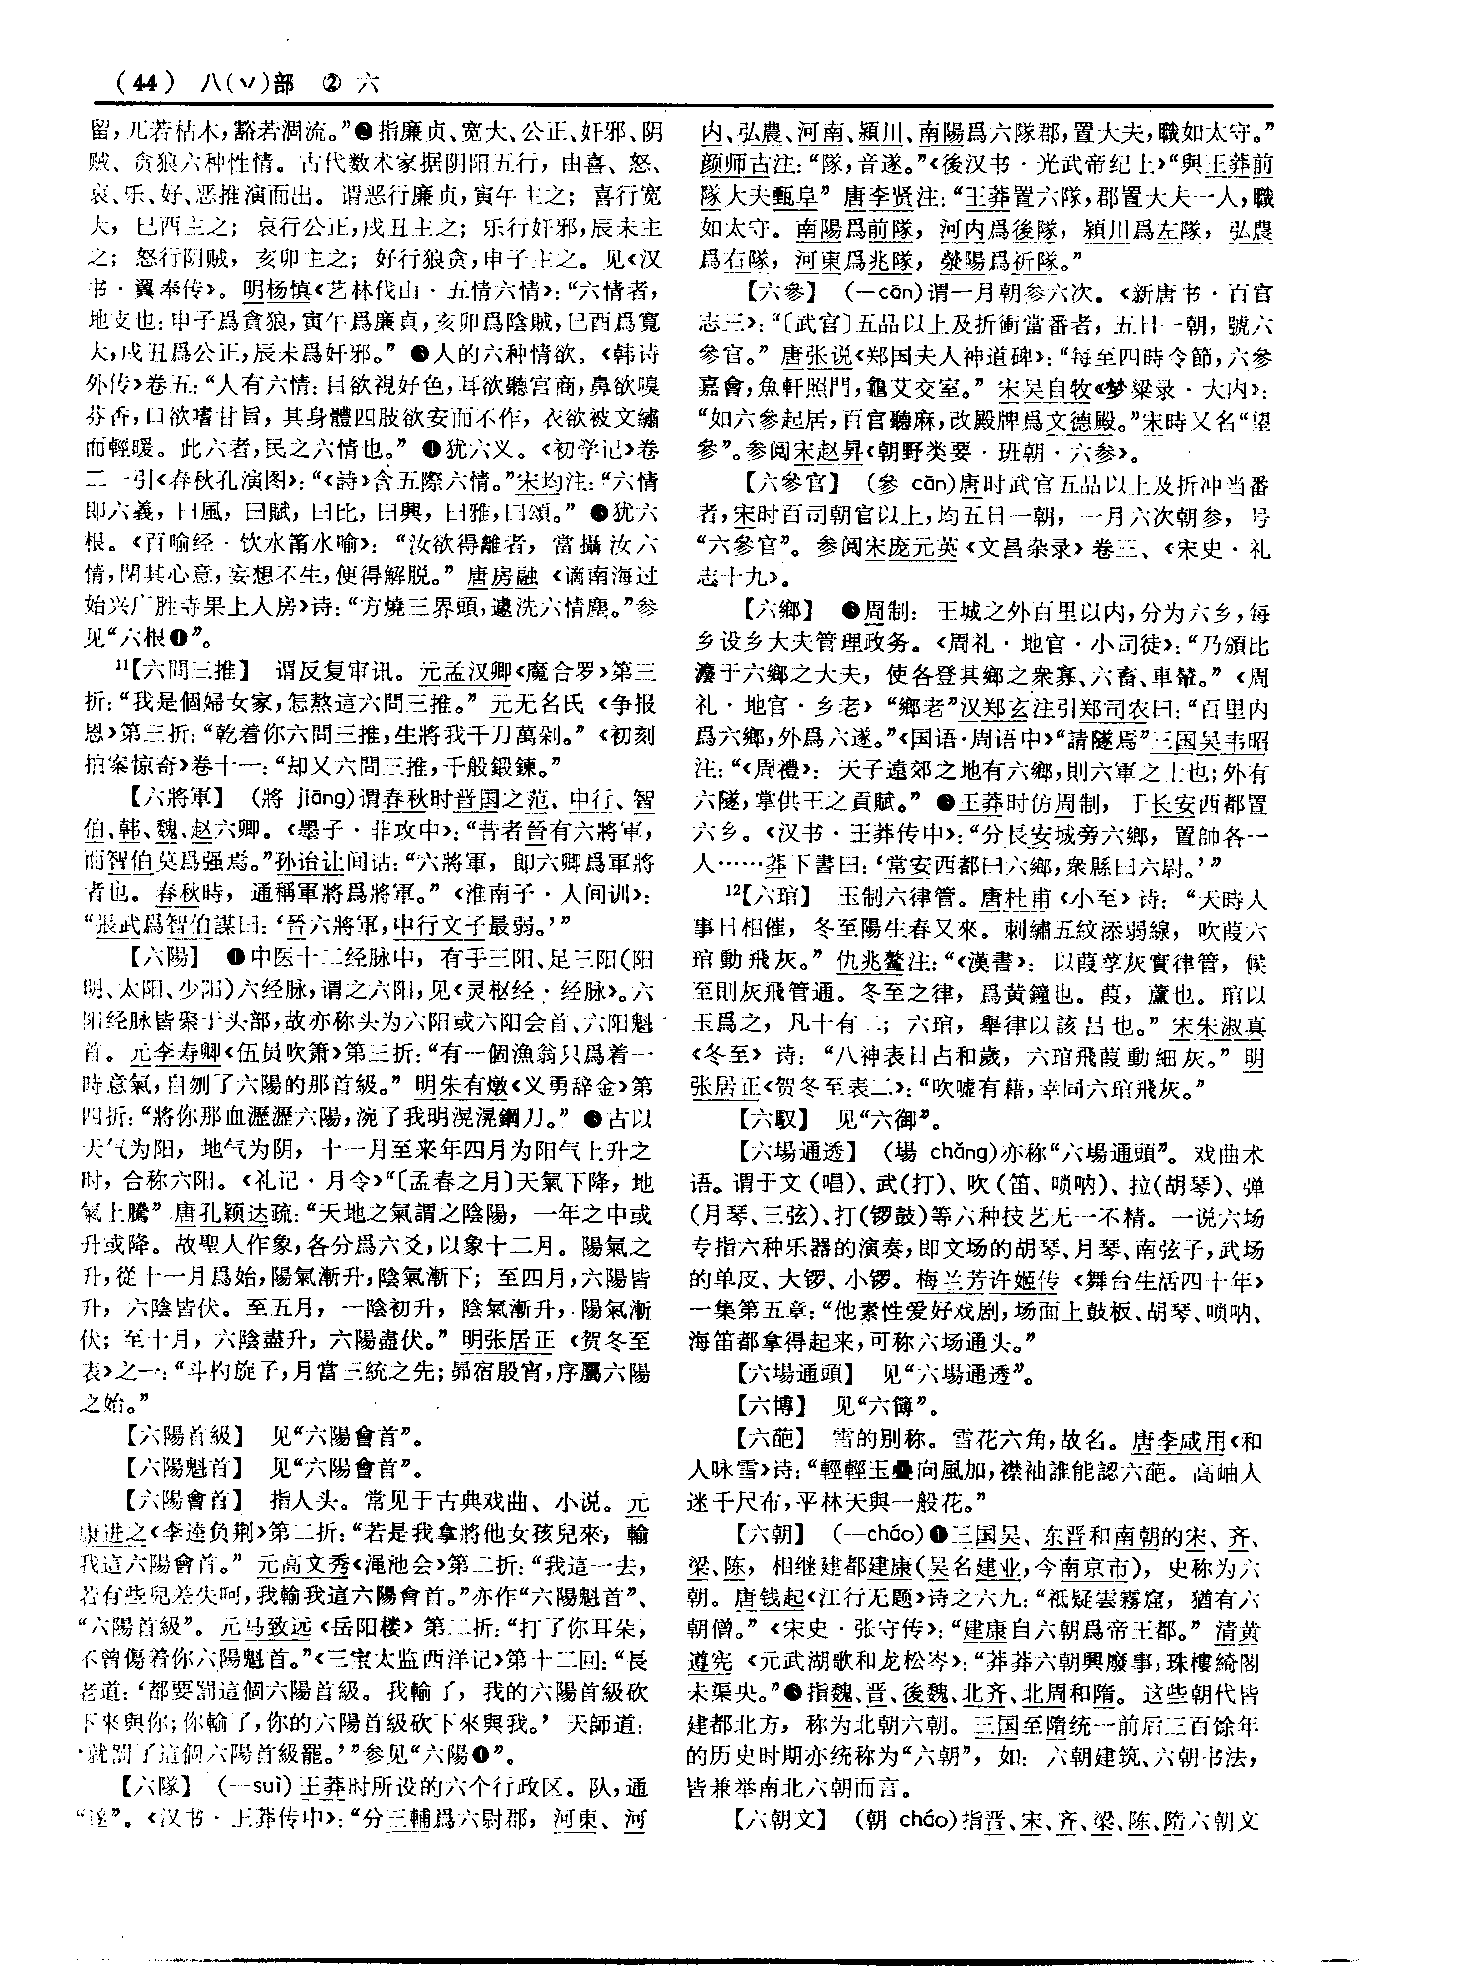 (44) 八(丷)部 ② 六
留，兀若枯木，豁若涸流。”❷指廉贞、宽大、公正、奸邪、阴
贼、贪狼六种性情。古代数术家据阴阳五行，由喜、怒、
哀、乐、好、恶推演而出。谓恶行廉贞，寅午主之；喜行宽
大，巳酉主之；哀行公正，戌丑主之；乐行奸邪，辰未主
之；怒行阴贼，亥卯主之；好行狼贪，申子主之。见《汉
书·翼奉传》。明杨慎《艺林伐山·五情六情》：“六情者，
地支也：申子爲貪狼，寅午爲廉貞，亥卯爲陰賊，巳酉爲寬
大，戌丑爲公正，辰未爲奸邪。”❸人的六种情欲。《韩诗
外传》卷五：“人有六情：目欲視好色，耳欲聽宫商，鼻欲嗅
芬香，口欲嗜甘旨，其身體四肢欲安而不作，衣欲被文繡
而輕暖。此六者，民之六情也。”❹犹六义。《初学记》卷
二一引《春秋孔演图》：“《詩》含五際六情。”宋均注：“六情
即六義，曰風，曰賦，曰比，曰興，曰雅，曰頌。”❺犹六
根。《百喻经·饮水筩水喻》：“汝欲得離者，當攝汝六
情，閉其心意，妄想不生，便得解脱。”唐房融《谪南海过
始兴广胜寺果上人房》诗：“方燒三界頭，遽洗六情塵。”参
见“六根❶”。
11【六問三推】 谓反复审讯。元孟汉卿《魔合罗》第三
折：“我是個婦女家，怎熬這六問三推。”元无名氏《争报
恩》第三折：“乾着你六問三推，生將我千刀萬剁。”《初刻
拍案惊奇》卷十一：“却又六問三推，千般鍛鍊。”
【六將軍】 (將 jiāng)谓春秋时晋国之范、中行、智
伯、韩、魏、赵六卿。《墨子·非攻中》：“昔者晉有六將軍，
而智伯莫爲强焉。”孙诒让间诂：“六將軍，即六卿爲軍將
者也。春秋時，通稱軍將爲將軍。”《淮南子·人间训》：
“張武爲智伯謀曰：‘晉六將軍，中行文子最弱。’”
【六陽】 ❶中医十二经脉中，有手三阳、足三阳(阳
明、太阳、少阳)六经脉，谓之六阳，见《灵枢经·经脉》。六
阳经脉皆聚于头部，故亦称头为六阳或六阳会首、六阳魁
首。元李寿卿《伍员吹箫》第三折：“有一個漁翁只爲着一
時意氣，自刎了六陽的那首級。”明朱有燉《义勇辞金》第
四折：“將你那血瀝瀝六陽，涴了我明滉滉鋼刀。”❷古以
天气为阳，地气为阴，十一月至来年四月为阳气上升之
时，合称六阳。《礼记·月令》“〔孟春之月〕天氣下降，地
氣上騰”唐孔颖达疏：“天地之氣謂之陰陽，一年之中或
升或降。故聖人作象，各分爲六爻，以象十二月。陽氣之
升，從十一月爲始，陽氣漸升，陰氣漸下；至四月，六陽皆
升，六陰皆伏。至五月，一陰初升，陰氣漸升，陽氣漸
伏；至十月，六陰盡升，六陽盡伏。”明张居正《贺冬至
表》之一：“斗杓旋子，月當三統之先；昴宿殷宵，序屬六陽
之始。”
【六陽首級】 见“六陽會首”。
【六陽魁首】 见“六陽會首”。
【六陽會首】 指人头。常见于古典戏曲、小说。元
康进之《李逵负荆》第二折：“若是我拿將他女孩兒來，輸
我這六陽會首。”元高文秀《渑池会》第二折：“我這一去，
若有些兒差失呵，我輸我這六陽會首。”亦作“六陽魁首”、
“六陽首級”。元马致远《岳阳楼》第二折：“打了你耳朵，
不曾傷着你六陽魁首。”《三宝太监西洋记》第十二回：“長
老道：‘都要罰這個六陽首級。我輸了，我的六陽首級砍
下來與你；你輸了，你的六陽首級砍下來與我。’天師道：
‘就罰了這個六陽首級罷。’”参见“六陽❶”。
【六隊】 (—suì)王莽时所设的六个行政区。队，通
“遂”。《汉书·王莽传中》：“分三輔爲六尉郡，河東、河
内、弘農、河南、潁川、南陽爲六隊郡，置大夫，職如太守。”
颜师古注：“隊，音遂。”《後汉书·光武帝纪上》“與王莽前
隊大夫甄阜”唐李贤注：“王莽置六隊，郡置大夫一人，職
如太守。南陽爲前隊，河内爲後隊，潁川爲左隊，弘農
爲右隊，河東爲兆隊，滎陽爲祈隊。”
【六參】 (—cān)谓一月朝参六次。《新唐书·百官
志三》：“〔武官〕五品以上及折衝當番者，五日一朝，號六
參官。”唐张说《郑国夫人神道碑》：“每至四時令節，六參
嘉會，魚軒照門，龜艾交室。”宋吴自牧《梦粱录·大内》：
“如六參起居，百官聽麻，改殿牌爲文德殿。”宋時又名“望
參”。参阅宋赵昇《朝野类要·班朝·六参》。
【六參官】 (參 cān)唐时武官五品以上及折冲当番
者，宋时百司朝官以上，均五日一朝，一月六次朝参，号
“六參官”。参阅宋庞元英《文昌杂录》卷三、《宋史·礼
志十九》。
【六鄉】 ❶周制：王城之外百里以内，分为六乡，每
乡设乡大夫管理政务。《周礼·地官·小司徒》：“乃頒比
灋于六鄉之大夫，使各登其鄉之衆寡、六畜、車輦。”《周
礼·地官·乡老》“鄉老”汉郑玄注引郑司农曰：“百里内
爲六鄉，外爲六遂。”《国语·周语中》“請隧焉”三国吴韦昭
注：“《周禮》：天子遠郊之地有六鄉，則六軍之士也；外有
六隧，掌供王之貢賦。”❷王莽时仿周制，于长安西都置
六乡。《汉书·王莽传中》：“分長安城旁六鄉，置帥各一
人……莽下書曰：‘常安西都曰六鄉，衆縣曰六尉。’”
12【六琯】 玉制六律管。唐杜甫《小至》诗：“天時人
事日相催，冬至陽生春又來。刺繡五紋添弱線，吹葭六
琯動飛灰。”仇兆鳌注：“《漢書》：以葭莩灰實律管，候
至則灰飛管通。冬至之律，爲黄鐘也。葭，蘆也。琯以
玉爲之，凡十有二；六琯，舉律以該吕也。”宋朱淑真
《冬至》诗：“八神表日占和歲，六琯飛葭動細灰。”明
张居正《贺冬至表二》：“吹嘘有藉，幸同六琯飛灰。”
【六馭】 见“六御”。
【六場通透】 (場 chǎng)亦称“六場通頭”。戏曲术
语。谓于文(唱)、武(打)、吹(笛、唢呐)、拉(胡琴)、弹
(月琴、三弦)、打(锣鼓)等六种技艺无一不精。一说六场
专指六种乐器的演奏，即文场的胡琴、月琴、南弦子，武场
的单皮、大锣、小锣。梅兰芳许姬传《舞台生活四十年》
一集第五章：“他素性爱好戏剧，场面上鼓板、胡琴、唢呐、
海笛都拿得起来，可称六场通头。”
【六場通頭】 见“六場通透”。
【六博】 见“六簙”。
【六葩】 雪的别称。雪花六角，故名。唐李咸用《和
人咏雪》诗：“輕輕玉疊向風加，襟袖誰能認六葩。高岫人
迷千尺布，平林天與一般花。”
【六朝】 (—cháo)❶三国吴、东晋和南朝的宋、齐、
梁、陈，相继建都建康(吴名建业，今南京市)，史称为六
朝。唐钱起《江行无题》诗之六九：“祗疑雲霧窟，猶有六
朝僧。”《宋史·张守传》：“建康自六朝爲帝王都。”清黄
遵宪《元武湖歌和龙松岑》：“莽莽六朝興廢事，珠樓綺閣
未渠央。”❷指魏、晋、後魏、北齐、北周和隋。这些朝代皆
建都北方，称为北朝六朝。三国至隋统一前后三百馀年
的历史时期亦统称为“六朝”，如：六朝建筑、六朝书法，
皆兼举南北六朝而言。
【六朝文】 (朝 cháo)指晋、宋、齐、梁、陈、隋六朝文